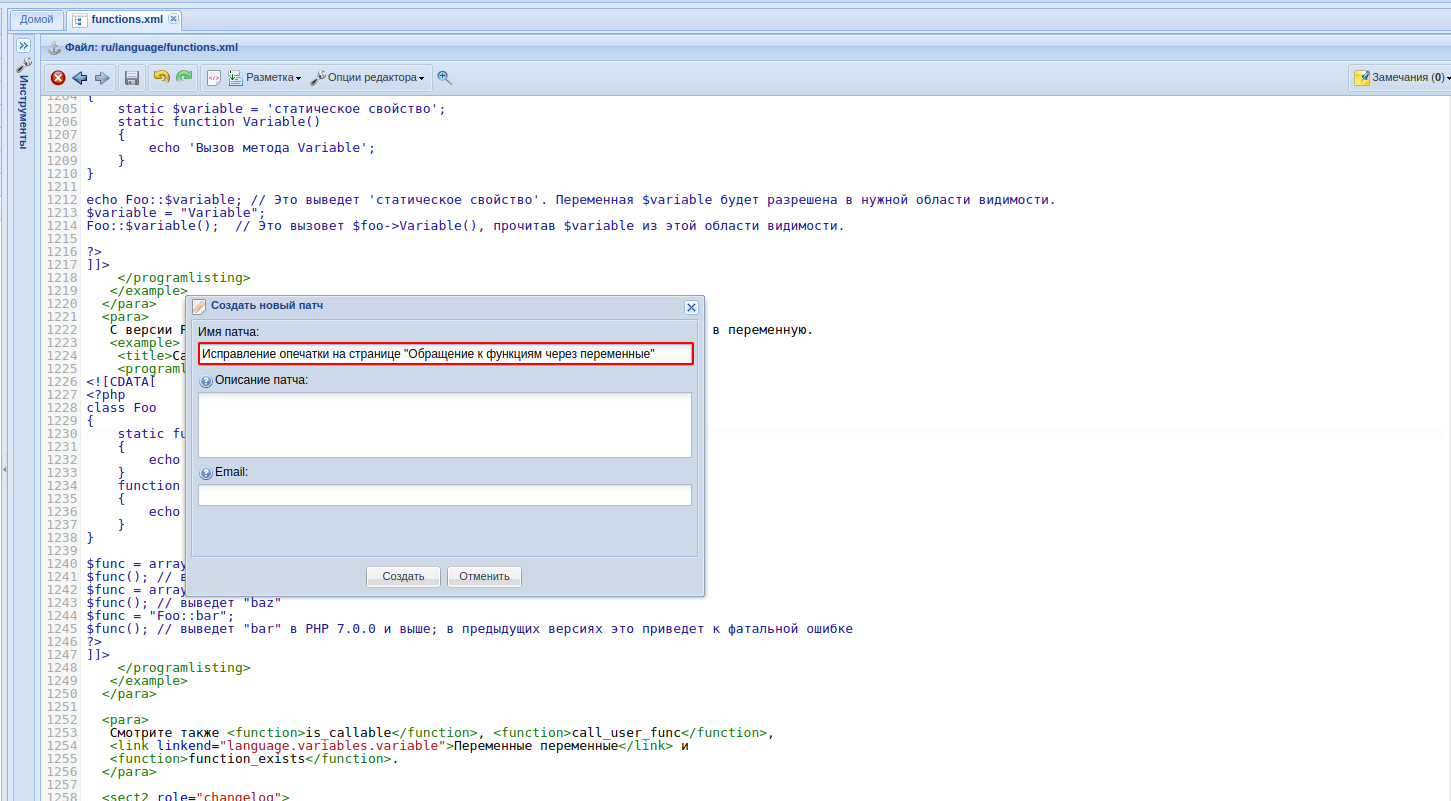 Домой
functions.xml
Файл: ru/language/functions.xml
Разметка
Опции редактора
Замечания (0)
Инструменты
1204 {
1205     static $variable = 'статическое свойство';
1206     static function Variable()
1207     {
1208         echo 'Вызов метода Variable';
1209     }
1210 }
1211
1212 echo Foo::$variable; // Это выведет 'статическое свойство'. Переменная $variable будет разрешена в нужной области видимости.
1213 $variable = "Variable";
1214 Foo::$variable();  // Это вызовет $foo->Variable(), прочитав $variable из этой области видимости.
1215
1216 ?>
1217 ]]>
1218     </programlisting>
1219    </example>
1220   </para>
1221   <para>
1222    С версии в переменную.
1223    <example>
1224     <title>
1225     <programl
1226 <![CDATA[
1227 <?php
1228 class Foo
1229 {
1230     static fu
1231     {
1232         echo
1233     }
1234     function
1235     {
1236         echo
1237     }
1238 }
1239
1240 $func = array
1241 $func(); // в
1242 $func = array
1243 $func(); // выведет "baz"
1244 $func = "Foo::bar";
1245 $func(); // выведет "bar" в PHP 7.0.0 и выше; в предыдущих версиях это приведет к фатальной ошибке
1246 ?>
1247 ]]>
1248     </programlisting>
1249    </example>
1250   </para>
1251
1252   <para>
1253    Смотрите также <function>is_callable</function>, <function>call_user_func</function>,
1254    <link linkend="language.variables.variable">Переменные переменные</link> и
1255    <function>function_exists</function>.
1256   </para>
1257
1258   <sect2 role="changelog">
Создать новый патч
Имя патча:
Исправление опечатки на странице "Обращение к функциям через переменные"
Описание патча:
Email:
Создать
Отменить